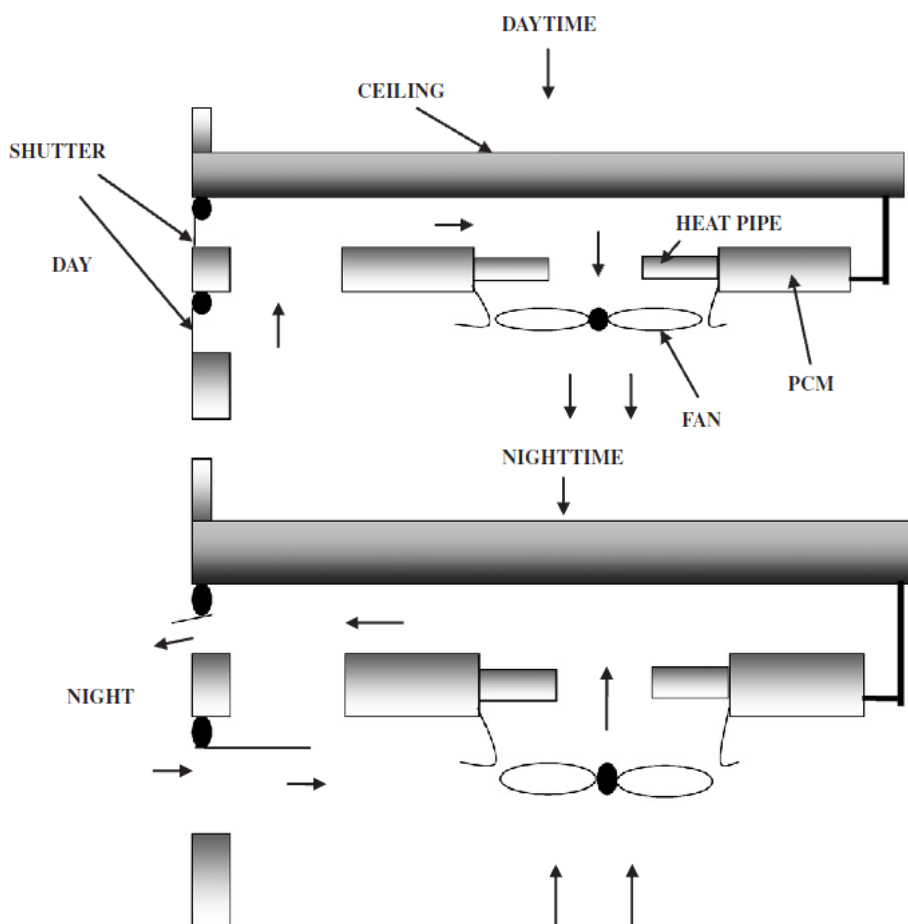 DAYTIME
CEILING
SHUTTER
HEAT PIPE
DAY
PCM
FAN
NIGHTTIME
NIGHT